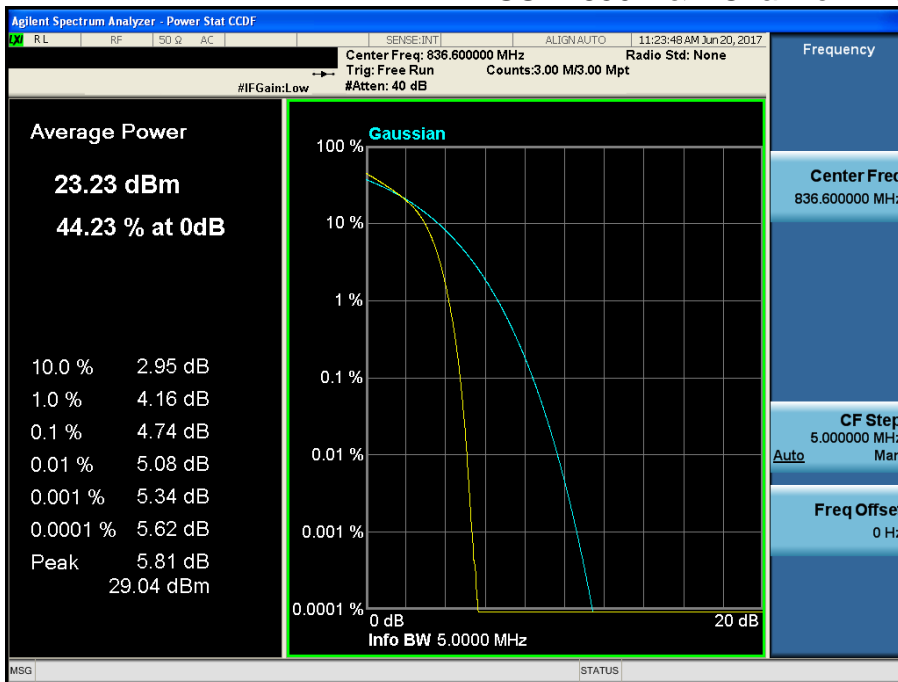 Agilent Spectrum Analyzer - Power Stat CCDF
LXI RL RF 50 Ω AC SENSE:INT ALIGN AUTO 11:23:48 AM Jun 20, 2017
Center Freq: 836.600000 MHz Radio Std: None
Trig: Free Run Counts:3.00 M/3.00 Mpt
#IFGain:Low #Atten: 40 dB
Frequency
Average Power
23.23 dBm
44.23 % at 0dB
10.0 % 2.95 dB
1.0 % 4.16 dB
0.1 % 4.74 dB
0.01 % 5.08 dB
0.001 % 5.34 dB
0.0001 % 5.62 dB
Peak 5.81 dB
29.04 dBm
Gaussian
100 %
10 %
1 %
0.1 %
0.01 %
0.001 %
0.0001 %
0 dB 20 dB
Info BW 5.0000 MHz
Center Freq
836.600000 MHz
CF Step
5.000000 MHz
Auto Man
Freq Offset
0 Hz
MSG STATUS